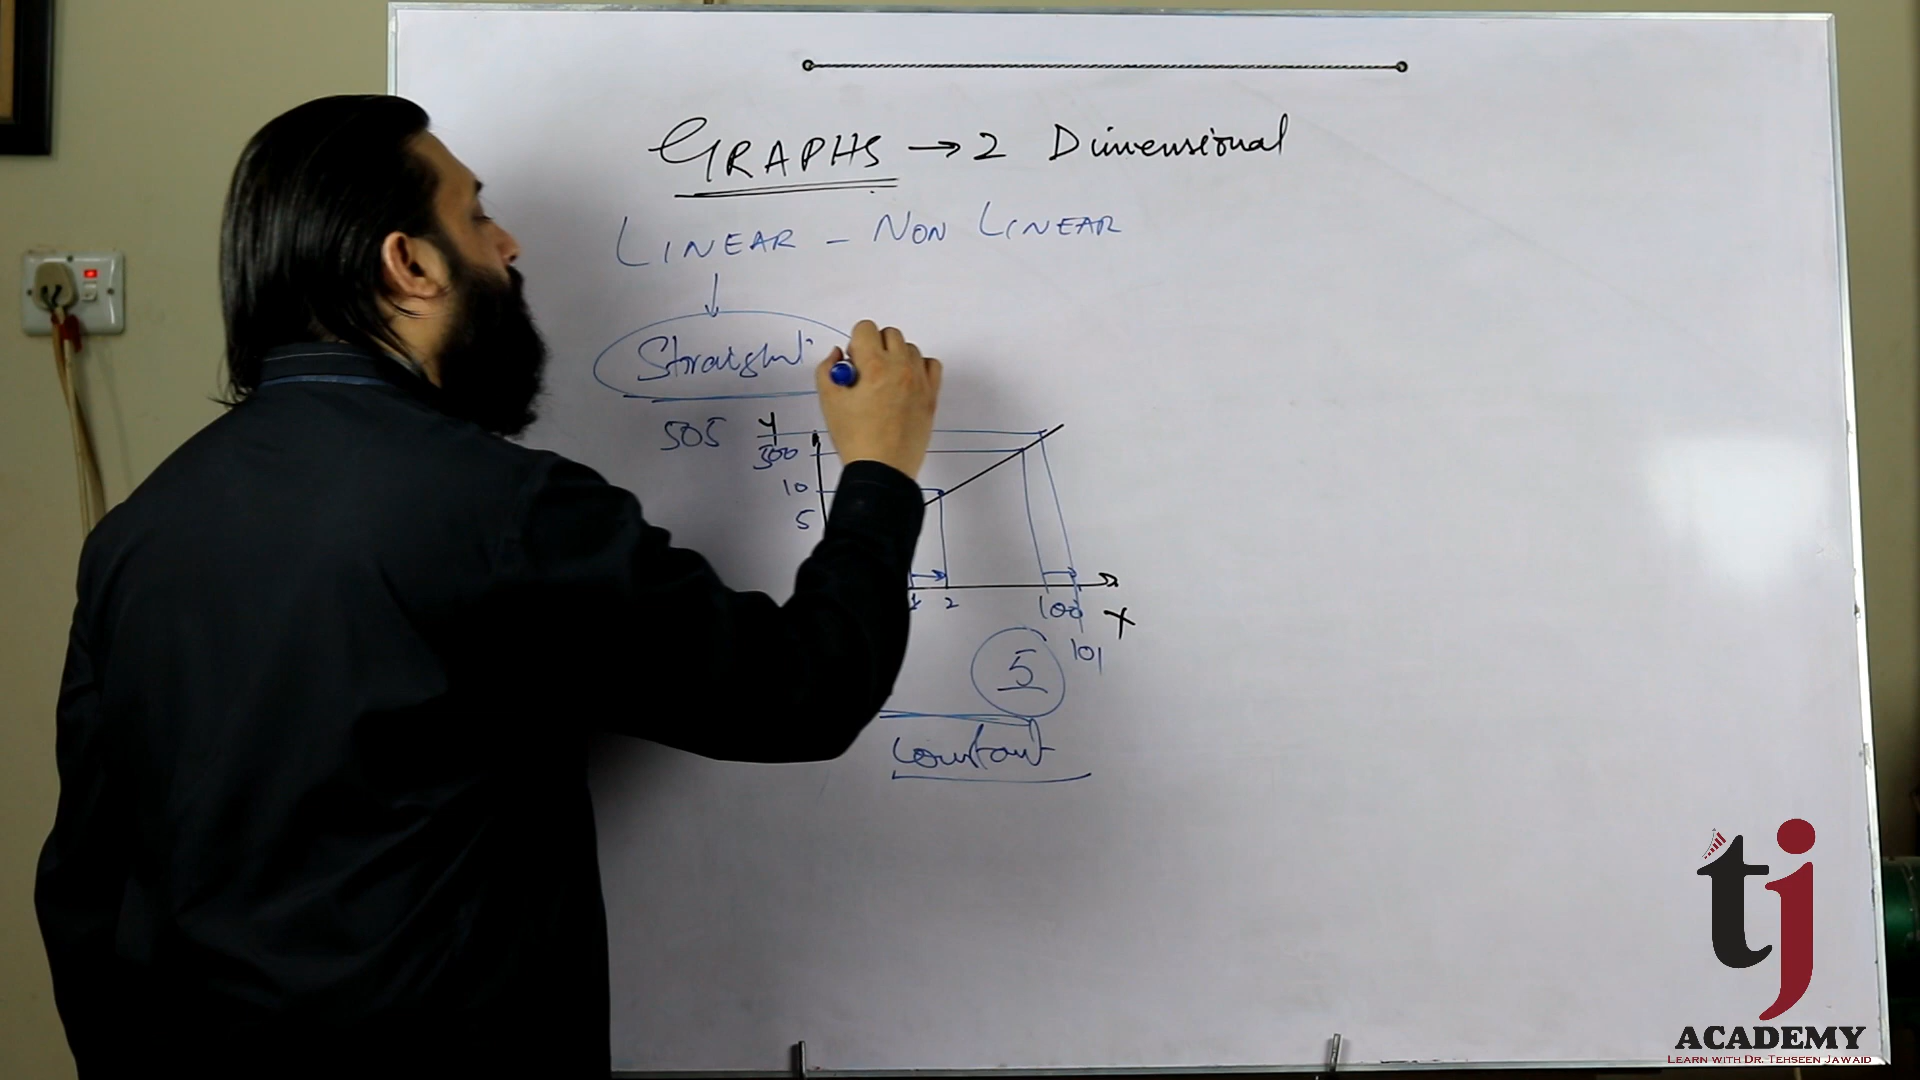 GRAPHS → 2 Dimensional
LINEAR - NON LINEAR
Straight
505
Y
500
10
5
1 2 100 X
101
5
Constant
tj
ACADEMY
LEARN WITH DR. TEHSEEN JAWAID